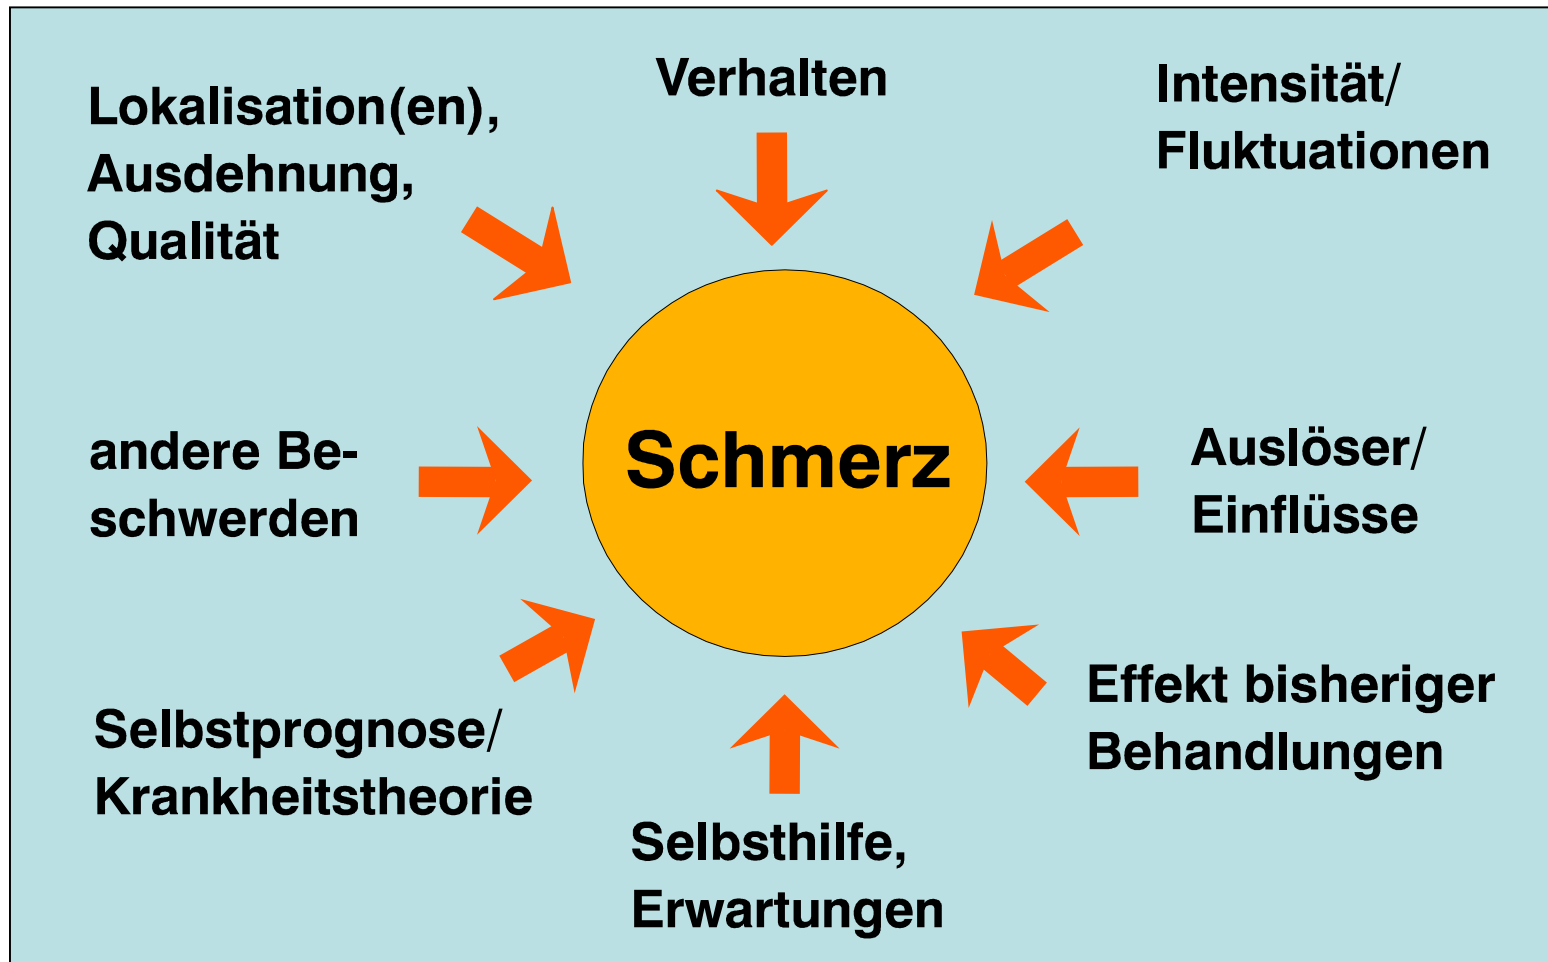 Lokalisation(en),
Ausdehnung,
Qualität
Verhalten
Intensität/
Fluktuationen
andere Be-
schwerden
Schmerz
Auslöser/
Einflüsse
Selbstprognose/
Krankheitstheorie
Selbsthilfe,
Erwartungen
Effekt bisheriger
Behandlungen